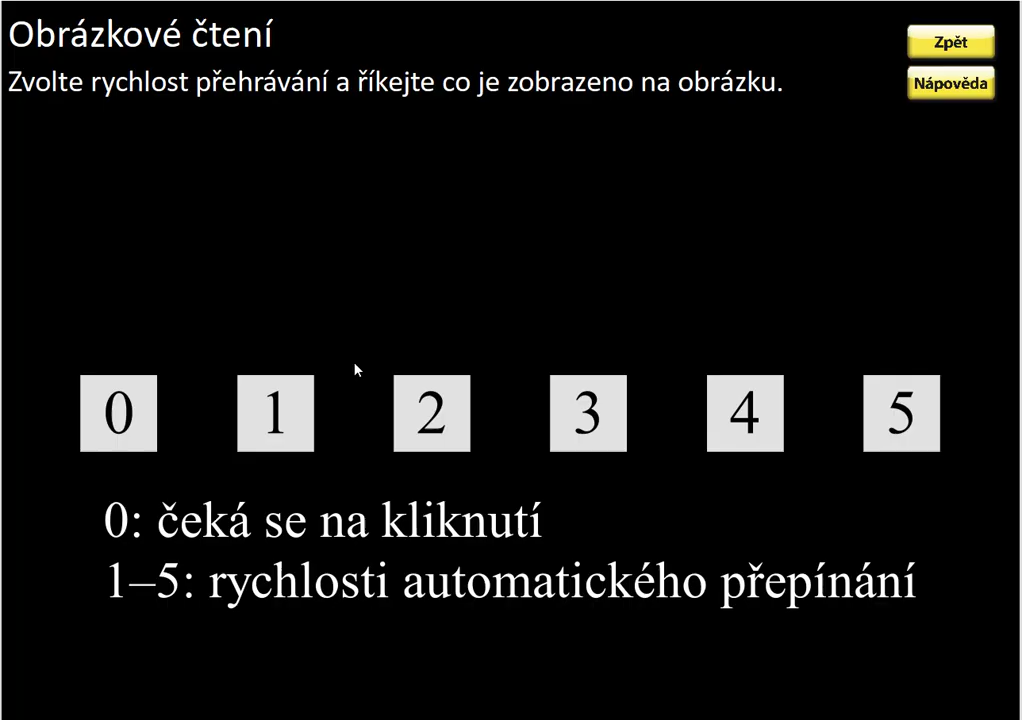 Obrázkové čtení
Zpět
Zvolte rychlost přehrávání a říkejte co je zobrazeno na obrázku.
Nápověda
0 1 2 3 4 5
0: čeká se na kliknutí
1–5: rychlosti automatického přepínání